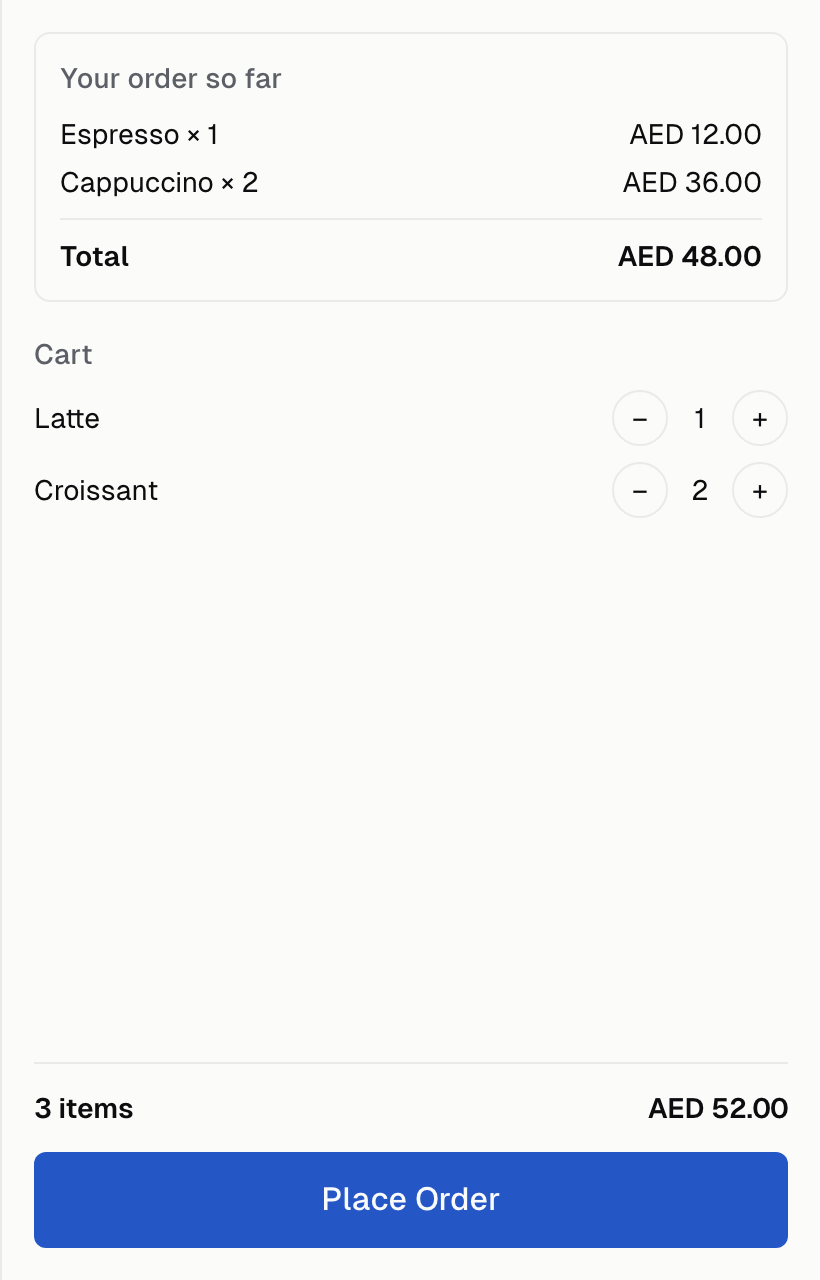 Your order so far
Espresso × 1 AED 12.00
Cappuccino × 2 AED 36.00
Total AED 48.00
Cart
Latte − 1 +
Croissant − 2 +
3 items AED 52.00
Place Order